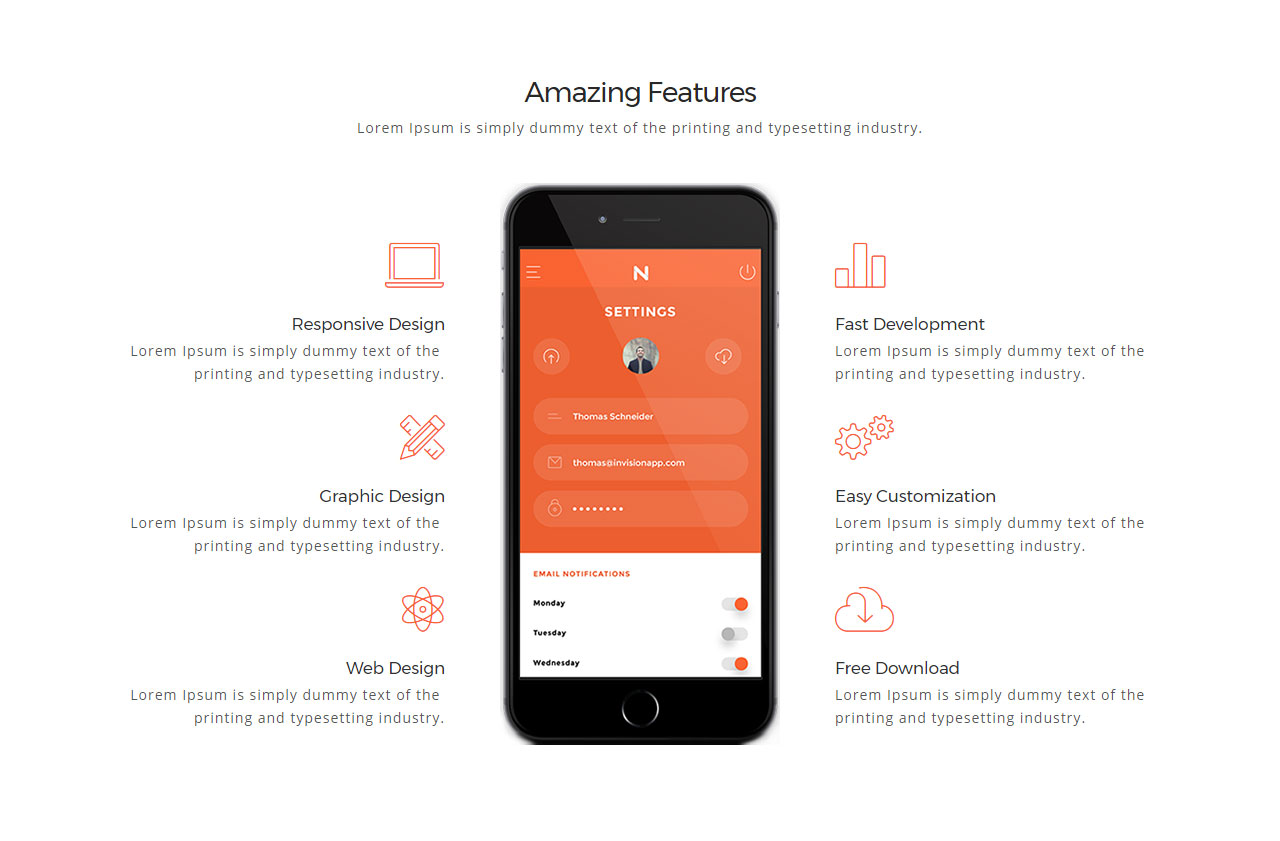 Amazing Features
Lorem Ipsum is simply dummy text of the printing and typesetting industry.
Responsive Design
Lorem Ipsum is simply dummy text of the
printing and typesetting industry.
Graphic Design
Lorem Ipsum is simply dummy text of the
printing and typesetting industry.
Web Design
Lorem Ipsum is simply dummy text of the
printing and typesetting industry.
N
SETTINGS
Thomas Schneider
thomas@invisionapp.com
EMAIL NOTIFICATIONS
Monday
Tuesday
Wednesday
Fast Development
Lorem Ipsum is simply dummy text of the
printing and typesetting industry.
Easy Customization
Lorem Ipsum is simply dummy text of the
printing and typesetting industry.
Free Download
Lorem Ipsum is simply dummy text of the
printing and typesetting industry.